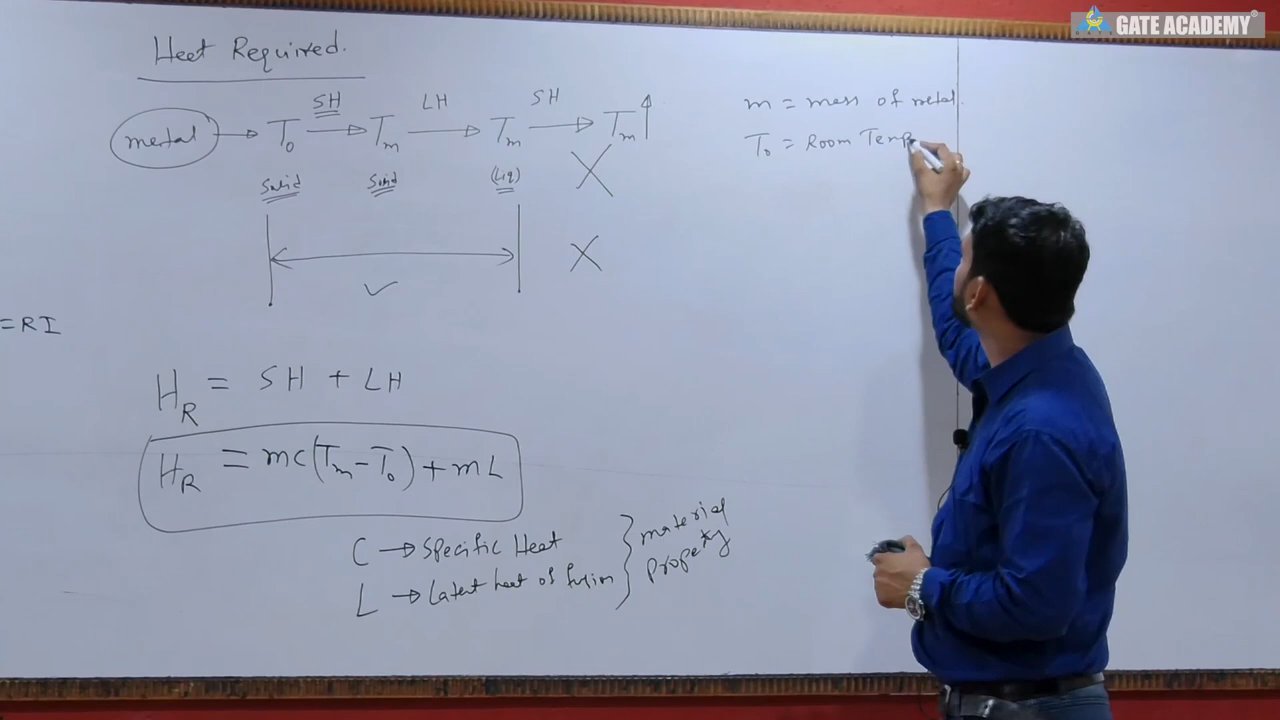 GATE ACADEMY®
Heet Required.
SH LH SH
metal → T₀ → Tₘ → Tₘ → Tₘ↑
Solid Solid (Liq) X
✓ X
=RI
H_R = SH + LH
H_R = mc(Tₘ-T₀)+mL
C → Specific Heat
L → Latent heat of fusion
} material property
m = mass of metal.
T₀ = Room Temp